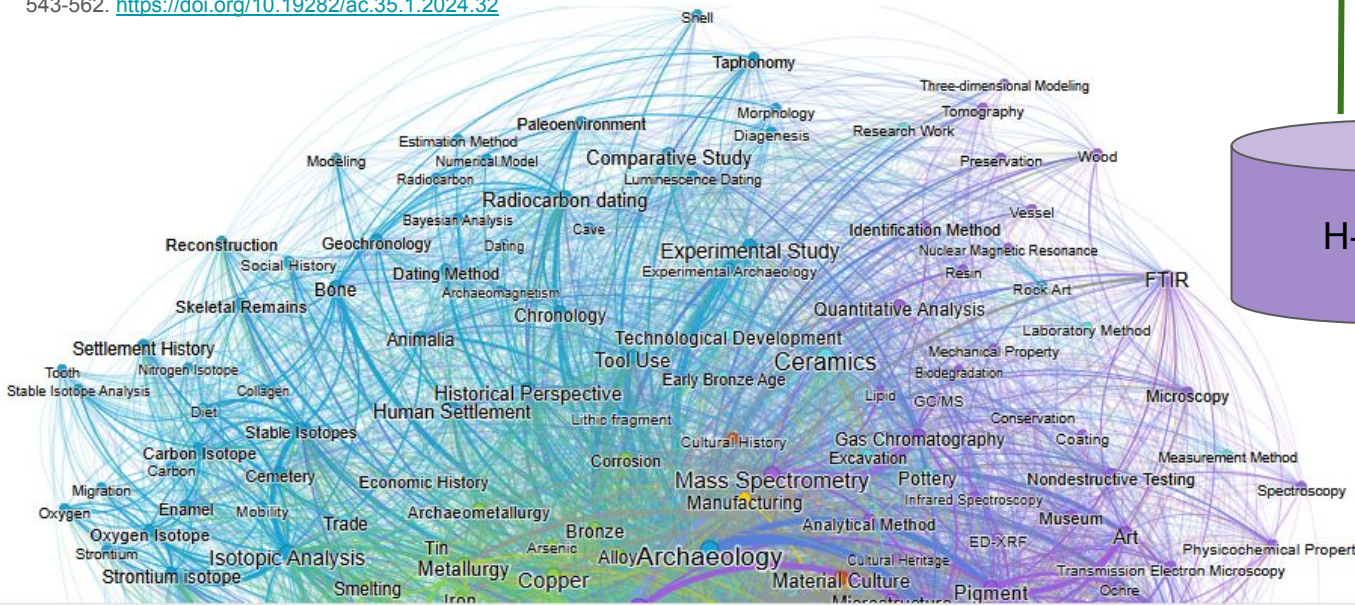 543-562. https://doi.org/10.19282/ac.35.1.2024.32
Shell
Taphonomy
Three-dimensional Modeling
Morphology
Tomography
Paleoenvironment
Diagenesis
Research Work
Estimation Method
Modeling
Numerical Model
Comparative Study
Preservation
Wood
Radiocarbon
Luminescence Dating
Radiocarbon dating
Bayesian Analysis
Cave
Vessel
Identification Method
H-
Reconstruction
Geochronology
Dating
Experimental Study
Nuclear Magnetic Resonance
Social History
Dating Method
Experimental Archaeology
Resin
FTIR
Bone
Archaeomagnetism
Rock Art
Skeletal Remains
Chronology
Quantitative Analysis
Laboratory Method
Animalia
Technological Development
Settlement History
Tool Use
Ceramics
Mechanical Property
Tooth
Nitrogen Isotope
Early Bronze Age
Biodegradation
Stable Isotope Analysis
Collagen
Historical Perspective
Lipid
GC/MS
Microscopy
Diet
Human Settlement
Lithic fragment
Conservation
Stable Isotopes
Cultural History
Gas Chromatography
Coating
Carbon Isotope
Corrosion
Excavation
Measurement Method
Carbon
Cemetery
Economic History
Mass Spectrometry
Pottery
Nondestructive Testing
Migration
Manufacturing
Infrared Spectroscopy
Spectroscopy
Oxygen
Enamel
Mobility
Trade
Archaeometallurgy
Analytical Method
Museum
Oxygen Isotope
Bronze
ED-XRF
Art
Strontium
Isotopic Analysis
Tin
Arsenic
Alloy
Archaeology
Cultural Heritage
Physicochemical Propert
Strontium isotope
Metallurgy
Copper
Material Culture
Transmission Electron Microscopy
Smelting
Iron
Microstructure
Pigment
Ochre